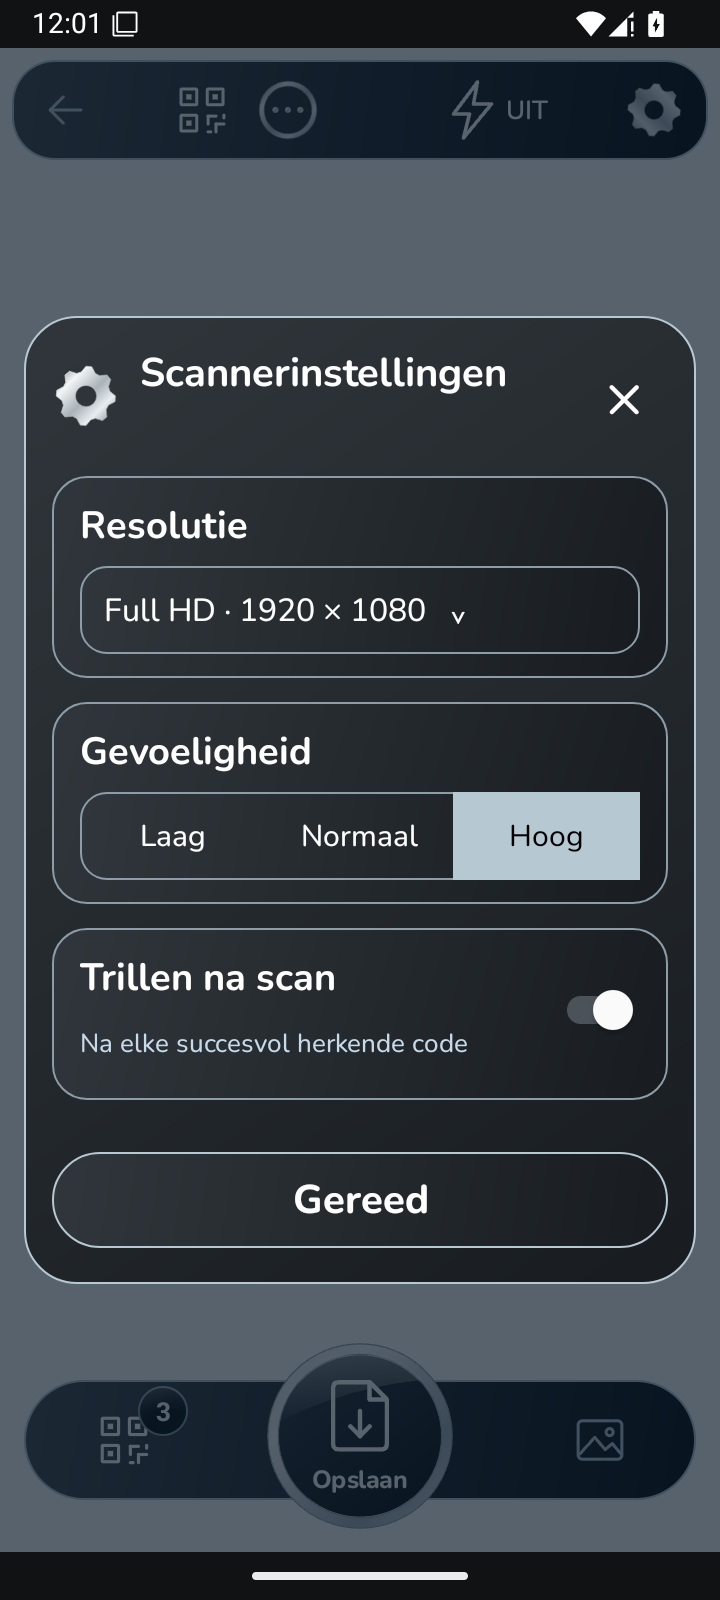 12:01
UIT
Scannerinstellingen
Resolutie
Full HD · 1920 × 1080 v
Gevoeligheid
Laag Normaal Hoog
Trillen na scan
Na elke succesvol herkende code
Gereed
3
Opslaan